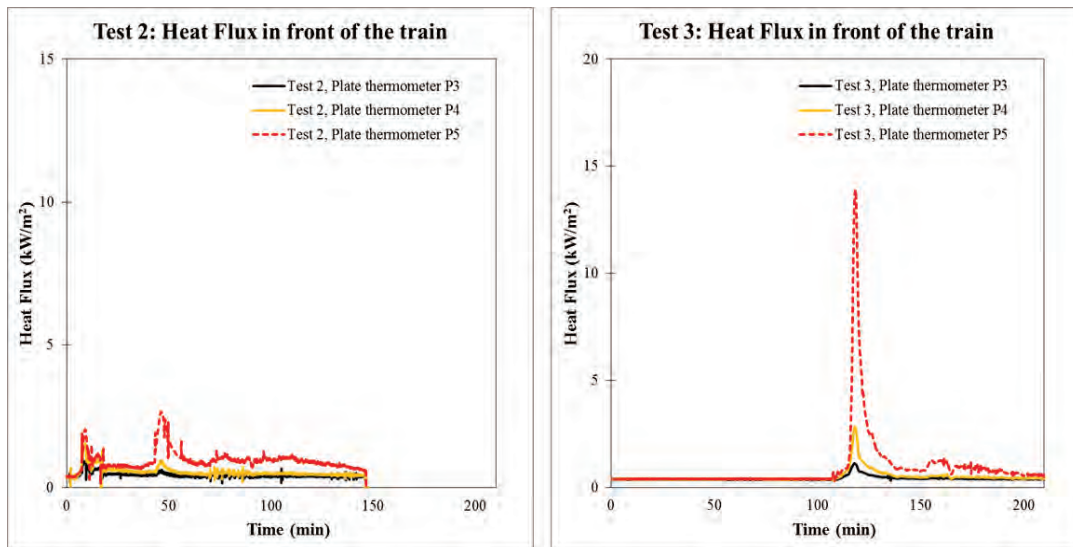 Test 2: Heat Flux in front of the train
15
10
5
0
Heat Flux (kW/m²)
Test 2, Plate thermometer P3
Test 2, Plate thermometer P4
Test 2, Plate thermometer P5
0 50 100 150 200
Time (min)
Test 3: Heat Flux in front of the train
20
15
10
5
0
Heat Flux (kW/m²)
Test 3, Plate thermometer P3
Test 3, Plate thermometer P4
Test 3, Plate thermometer P5
0 50 100 150 200
Time (min)